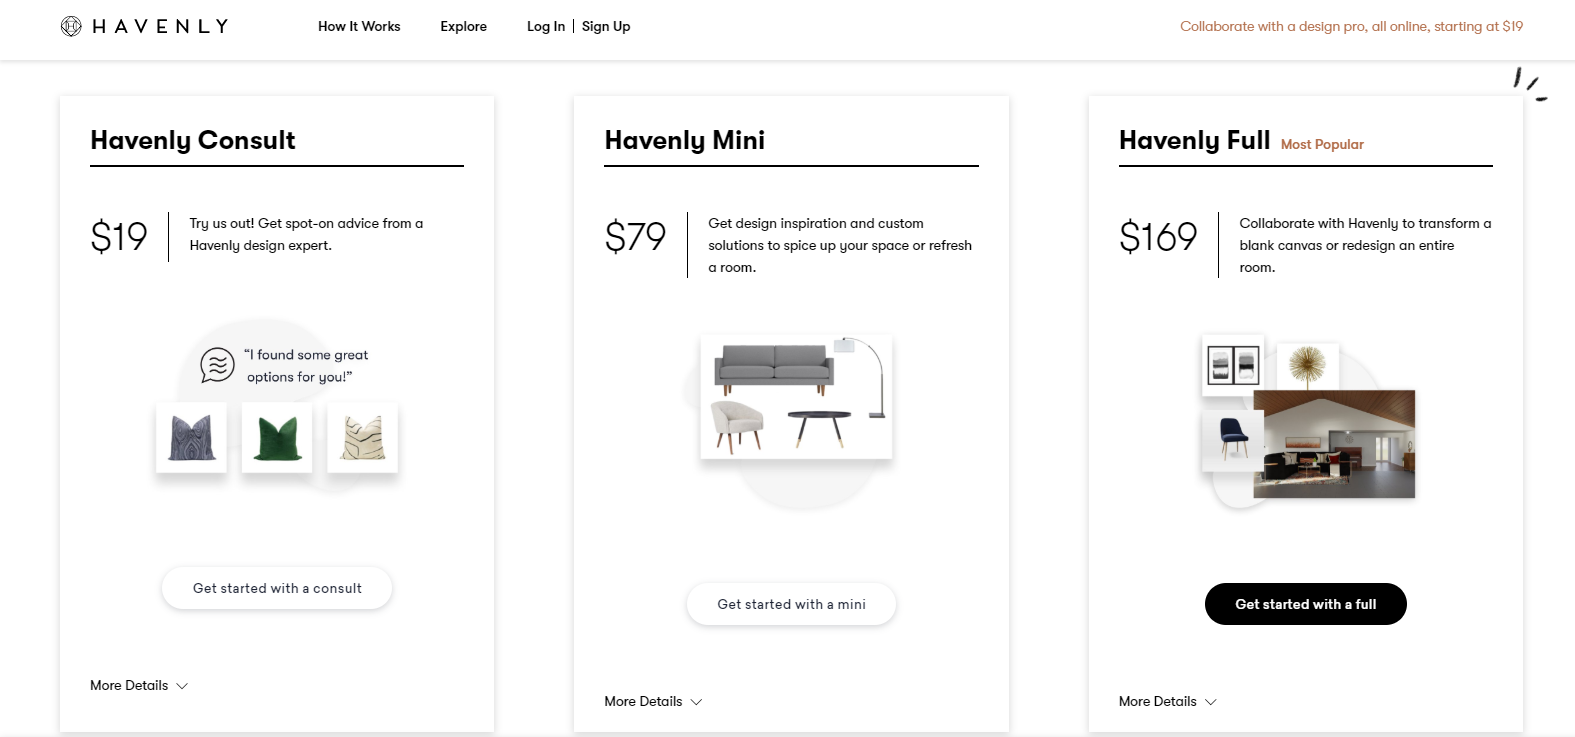 HAVENLY
How It Works
Explore
Log In | Sign Up
Collaborate with a design pro, all online, starting at $19
Havenly Consult
$19
Try us out! Get spot-on advice from a
Havenly design expert.
“I found some great
options for you!”
Get started with a consult
More Details
Havenly Mini
$79
Get design inspiration and custom
solutions to spice up your space or refresh
a room.
Get started with a mini
More Details
Havenly Full Most Popular
$169
Collaborate with Havenly to transform a
blank canvas or redesign an entire
room.
Get started with a full
More Details